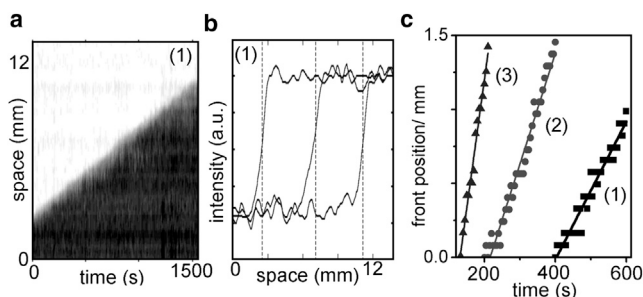 a
(1)
12
space (mm)
0
0
time (s)
1500
b
(1)
intensity (a.u.)
0
space (mm)
12
c
1.5
front position/ mm
0.0
(3)
(2)
(1)
200
400
600
time (s)